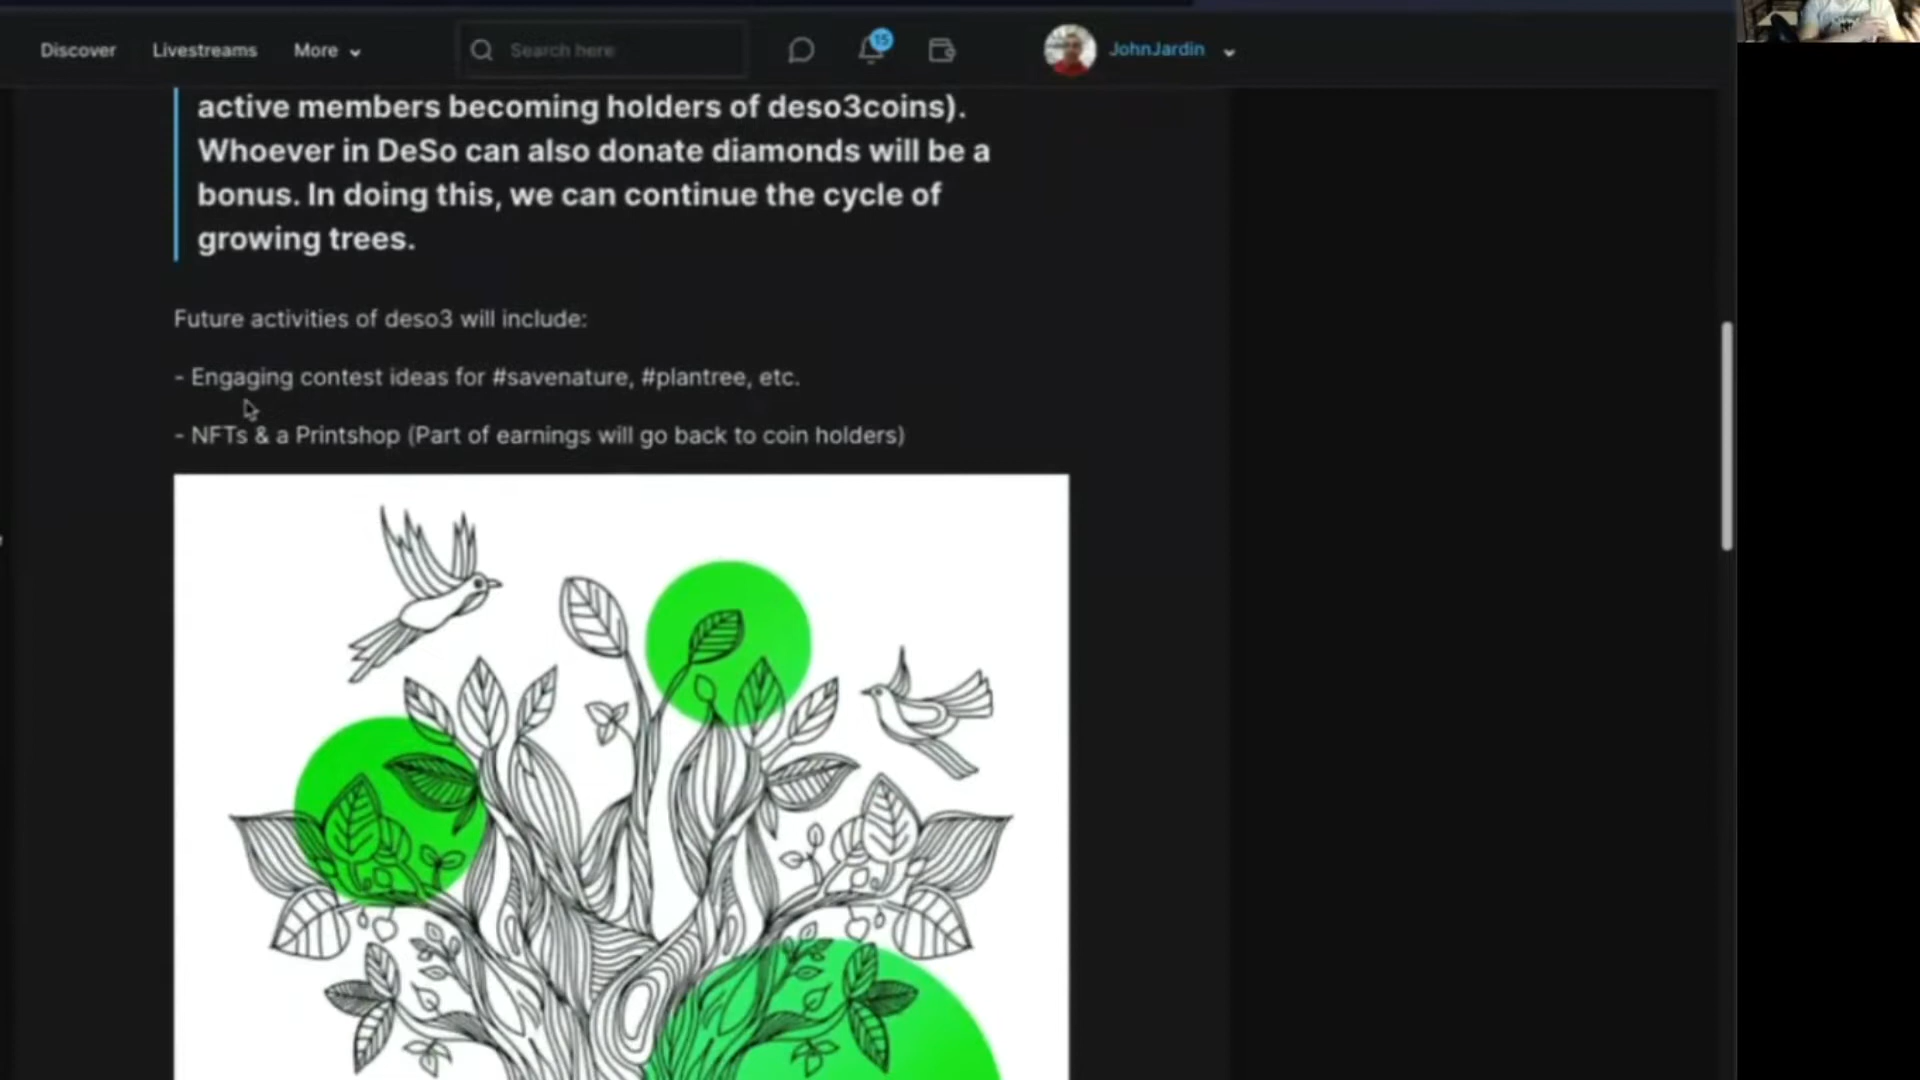 Discover Livestreams More Search here 15 JohnJardin
active members becoming holders of deso3coins).
Whoever in DeSo can also donate diamonds will be a
bonus. In doing this, we can continue the cycle of
growing trees.
Future activities of deso3 will include:
- Engaging contest ideas for #savenature, #plantree, etc.
- NFTs & a Printshop (Part of earnings will go back to coin holders)